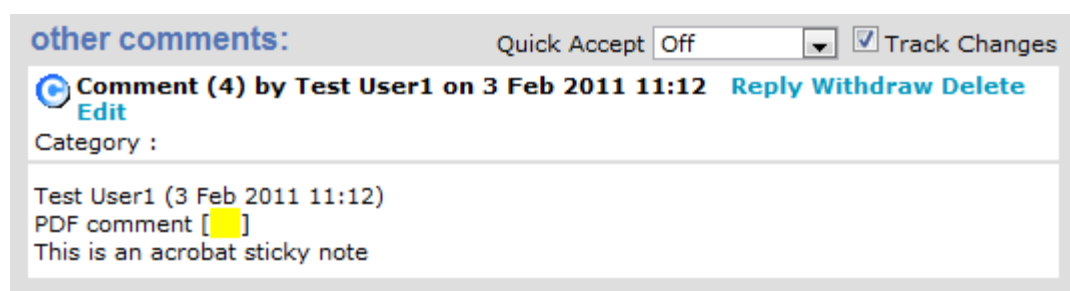 other comments: Quick Accept Off Track Changes
C Comment (4) by Test User1 on 3 Feb 2011 11:12 Reply Withdraw Delete
Edit
Category :
Test User1 (3 Feb 2011 11:12)
PDF comment [ ]
This is an acrobat sticky note